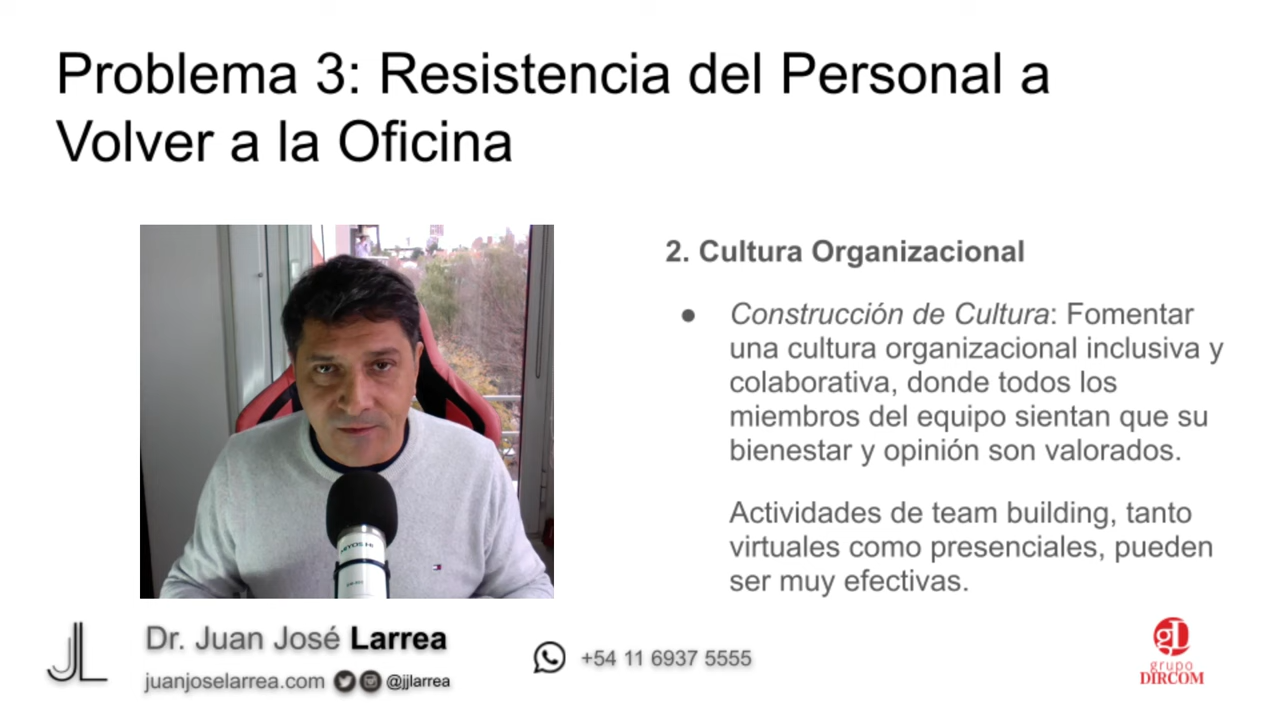 Problema 3: Resistencia del Personal a
Volver a la Oficina
2. Cultura Organizacional
● Construcción de Cultura: Fomentar
una cultura organizacional inclusiva y
colaborativa, donde todos los
miembros del equipo sientan que su
bienestar y opinión son valorados.
Actividades de team building, tanto
virtuales como presenciales, pueden
ser muy efectivas.
JL
Dr. Juan José Larrea
juanjoselarrea.com @jjlarrea
+54 11 6937 5555
grupo
DIRCOM